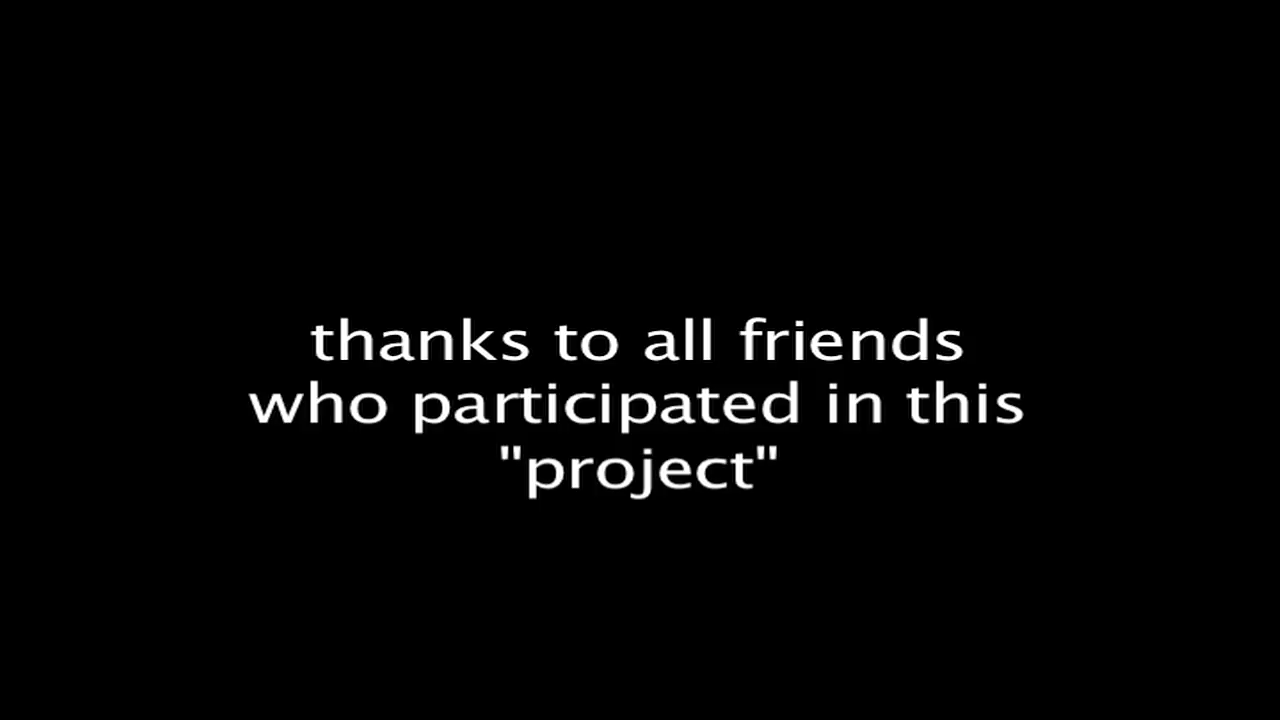 thanks to all friends
who participated in this
"project"